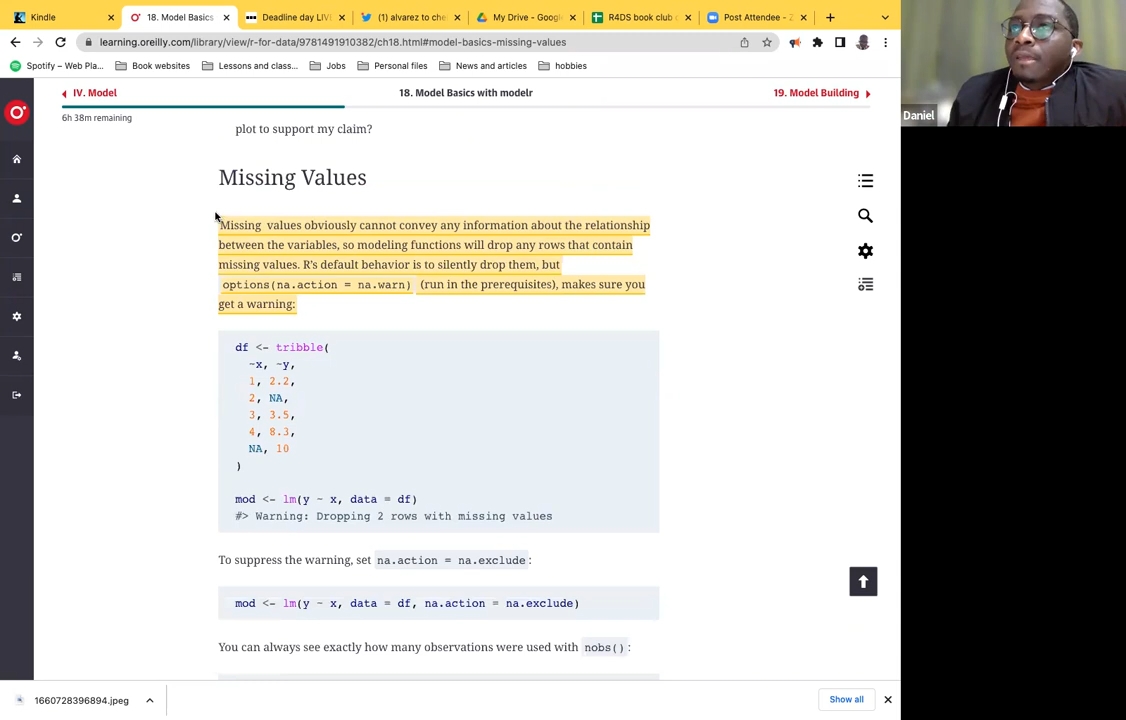 Kindle
18. Model Basics
Deadline day LIV
(1) alvarez to che
My Drive - Google
R4DS book club
Post Attendee - Z
learning.oreilly.com/library/view/r-for-data/9781491910382/ch18.html#model-basics-missing-values
Spotify – Web Pla...
Book websites
Lessons and class...
Jobs
Personal files
News and articles
hobbies
IV. Model
18. Model Basics with modelr
19. Model Building
6h 38m remaining
Daniel
plot to support my claim?
Missing Values
Missing values obviously cannot convey any information about the relationship
between the variables, so modeling functions will drop any rows that contain
missing values. R's default behavior is to silently drop them, but
options(na.action = na.warn) (run in the prerequisites), makes sure you
get a warning:
df <- tribble(
~x, ~y,
1, 2.2,
2, NA,
3, 3.5,
4, 8.3,
NA, 10
)
mod <- lm(y ~ x, data = df)
#> Warning: Dropping 2 rows with missing values
To suppress the warning, set na.action = na.exclude:
mod <- lm(y ~ x, data = df, na.action = na.exclude)
You can always see exactly how many observations were used with nobs():
1660728396894.jpeg
Show all